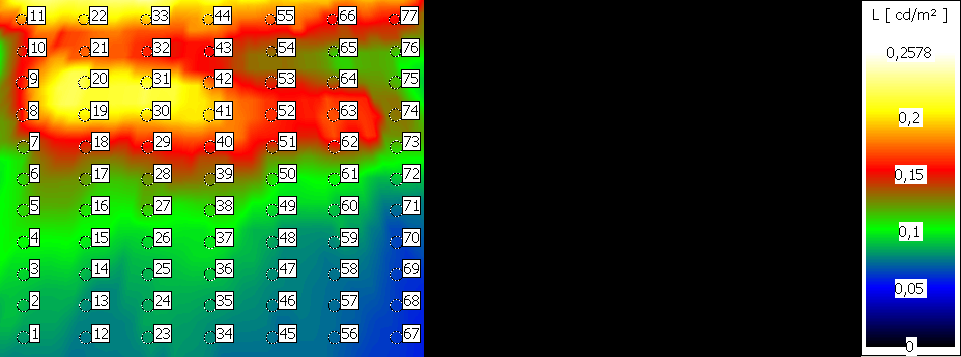 11 22 33 44 55 66 77
L [ cd/m² ]
10 21 32 43 54 65 76
0,2578
9 20 31 42 53 64 75
8 19 30 41 52 63 74
0,2
7 18 29 40 51 62 73
6 17 28 39 50 61 72
0,15
5 16 27 38 49 60 71
4 15 26 37 48 59 70
0,1
3 14 25 36 47 58 69
0,05
2 13 24 35 46 57 68
1 12 23 34 45 56 67
0